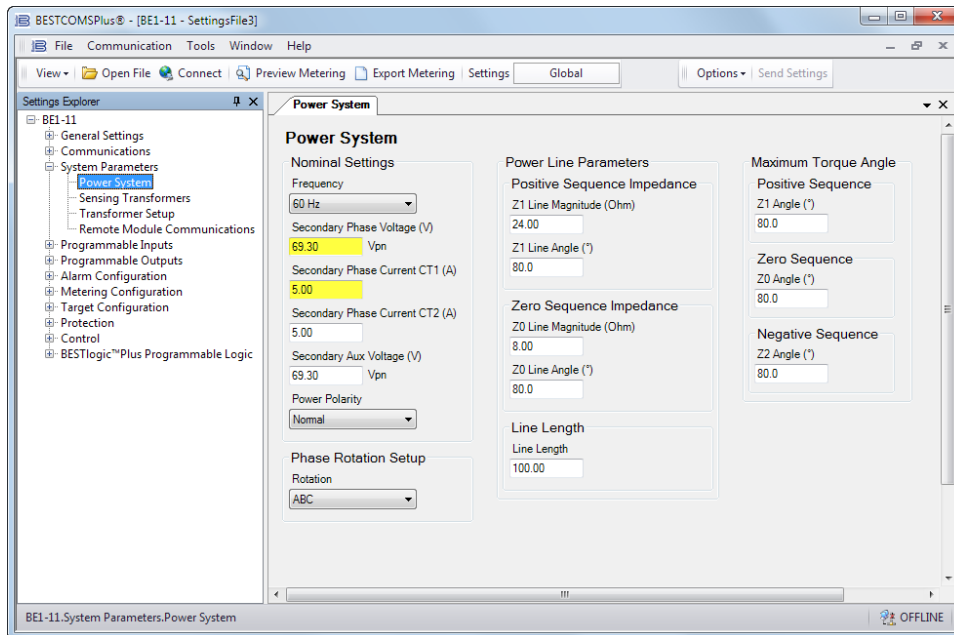 BESTCOMSPlus® - [BE1-11 - SettingsFile3]
File Communication Tools Window Help
View Open File Connect Preview Metering Export Metering Settings Global Options Send Settings
Settings Explorer
BE1-11
General Settings
Communications
System Parameters
Power System
Sensing Transformers
Transformer Setup
Remote Module Communications
Programmable Inputs
Programmable Outputs
Alarm Configuration
Metering Configuration
Target Configuration
Protection
Control
BESTlogic™Plus Programmable Logic
Power System
Power System
Nominal Settings
Frequency
60 Hz
Secondary Phase Voltage (V)
69.30 Vpn
Secondary Phase Current CT1 (A)
5.00
Secondary Phase Current CT2 (A)
5.00
Secondary Aux Voltage (V)
69.30 Vpn
Power Polarity
Normal
Phase Rotation Setup
Rotation
ABC
Power Line Parameters
Positive Sequence Impedance
Z1 Line Magnitude (Ohm)
24.00
Z1 Line Angle (°)
80.0
Zero Sequence Impedance
Z0 Line Magnitude (Ohm)
8.00
Z0 Line Angle (°)
80.0
Line Length
Line Length
100.00
Maximum Torque Angle
Positive Sequence
Z1 Angle (°)
80.0
Zero Sequence
Z0 Angle (°)
80.0
Negative Sequence
Z2 Angle (°)
80.0
BE1-11.System Parameters.Power System OFFLINE